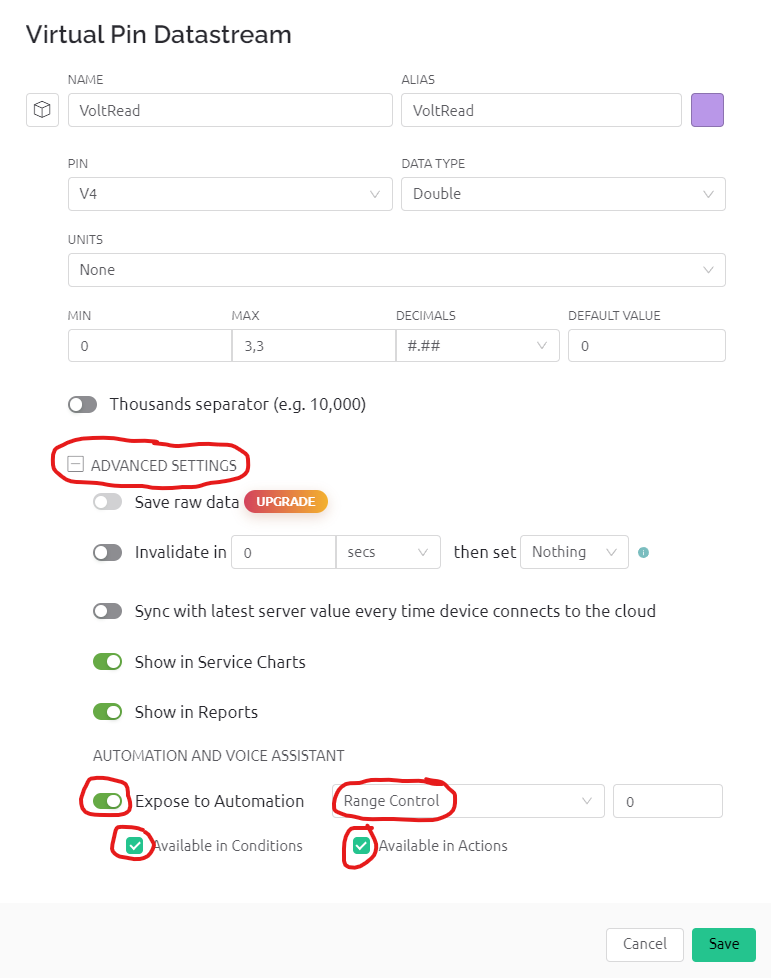 Virtual Pin Datastream
NAME ALIAS
VoltRead VoltRead
PIN DATA TYPE
V4 Double
UNITS
None
MIN MAX DECIMALS DEFAULT VALUE
0 3,3 #.## 0
Thousands separator (e.g. 10,000)
ADVANCED SETTINGS
Save raw data UPGRADE
Invalidate in 0 secs then set Nothing
Sync with latest server value every time device connects to the cloud
Show in Service Charts
Show in Reports
AUTOMATION AND VOICE ASSISTANT
Expose to Automation Range Control 0
Available in Conditions Available in Actions
Cancel Save